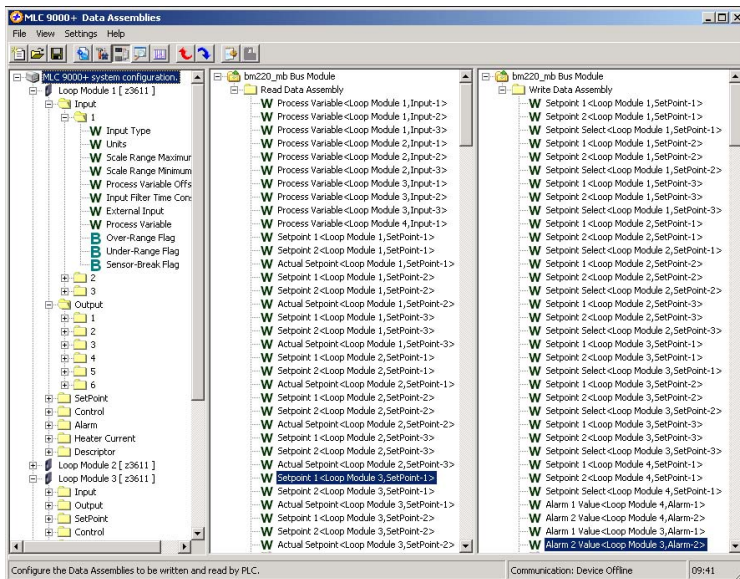 MLC 9000+ Data Assemblies
File View Settings Help
MLC 9000+ system configuration.
Loop Module 1 [ z3611 ]
Input
1
W Input Type
W Units
W Scale Range Maximur
W Scale Range Minimum
W Process Variable Offs
W Input Filter Time Con
W External Input
W Process Variable
B Over-Range Flag
B Under-Range Flag
B Sensor-Break Flag
2
3
Output
1
2
3
4
5
6
SetPoint
Control
Alarm
Heater Current
Descriptor
Loop Module 2 [ z3611 ]
Loop Module 3 [ z3611 ]
Input
Output
SetPoint
Control
bm220_mb Bus Module
Read Data Assembly
W Process Variable<Loop Module 1,Input-1>
W Process Variable<Loop Module 1,Input-2>
W Process Variable<Loop Module 1,Input-3>
W Process Variable<Loop Module 2,Input-1>
W Process Variable<Loop Module 2,Input-2>
W Process Variable<Loop Module 2,Input-3>
W Process Variable<Loop Module 3,Input-1>
W Process Variable<Loop Module 3,Input-2>
W Process Variable<Loop Module 3,Input-3>
W Process Variable<Loop Module 4,Input-1>
W Setpoint 1<Loop Module 1,SetPoint-1>
W Setpoint 2<Loop Module 1,SetPoint-1>
W Actual Setpoint<Loop Module 1,SetPoint-1>
W Setpoint 1<Loop Module 1,SetPoint-2>
W Setpoint 2<Loop Module 1,SetPoint-2>
W Actual Setpoint<Loop Module 1,SetPoint-2>
W Setpoint 1<Loop Module 1,SetPoint-3>
W Setpoint 2<Loop Module 1,SetPoint-3>
W Actual Setpoint<Loop Module 1,SetPoint-3>
W Setpoint 1<Loop Module 2,SetPoint-1>
W Setpoint 2<Loop Module 2,SetPoint-1>
W Actual Setpoint<Loop Module 2,SetPoint-1>
W Setpoint 1<Loop Module 2,SetPoint-2>
W Setpoint 2<Loop Module 2,SetPoint-2>
W Actual Setpoint<Loop Module 2,SetPoint-2>
W Setpoint 1<Loop Module 2,SetPoint-3>
W Setpoint 2<Loop Module 2,SetPoint-3>
W Actual Setpoint<Loop Module 2,SetPoint-3>
W Setpoint 1<Loop Module 3,SetPoint-1>
W Setpoint 2<Loop Module 3,SetPoint-1>
W Actual Setpoint<Loop Module 3,SetPoint-1>
W Setpoint 1<Loop Module 3,SetPoint-2>
W Setpoint 2<Loop Module 3,SetPoint-2>
W Actual Setpoint<Loop Module 3,SetPoint-2>
bm220_mb Bus Module
Write Data Assembly
W Setpoint 1<Loop Module 1,SetPoint-1>
W Setpoint 2<Loop Module 1,SetPoint-1>
W Setpoint Select<Loop Module 1,SetPoint-1>
W Setpoint 1<Loop Module 1,SetPoint-2>
W Setpoint 2<Loop Module 1,SetPoint-2>
W Setpoint Select<Loop Module 1,SetPoint-2>
W Setpoint 1<Loop Module 1,SetPoint-3>
W Setpoint 2<Loop Module 1,SetPoint-3>
W Setpoint Select<Loop Module 1,SetPoint-3>
W Setpoint 1<Loop Module 2,SetPoint-1>
W Setpoint 2<Loop Module 2,SetPoint-1>
W Setpoint Select<Loop Module 2,SetPoint-1>
W Setpoint 1<Loop Module 2,SetPoint-2>
W Setpoint 2<Loop Module 2,SetPoint-2>
W Setpoint Select<Loop Module 2,SetPoint-2>
W Setpoint 1<Loop Module 2,SetPoint-3>
W Setpoint 2<Loop Module 2,SetPoint-3>
W Setpoint Select<Loop Module 2,SetPoint-3>
W Setpoint 1<Loop Module 3,SetPoint-1>
W Setpoint 2<Loop Module 3,SetPoint-1>
W Setpoint Select<Loop Module 3,SetPoint-1>
W Setpoint 1<Loop Module 3,SetPoint-2>
W Setpoint 2<Loop Module 3,SetPoint-2>
W Setpoint Select<Loop Module 3,SetPoint-2>
W Setpoint 1<Loop Module 3,SetPoint-3>
W Setpoint 2<Loop Module 3,SetPoint-3>
W Setpoint Select<Loop Module 3,SetPoint-3>
W Setpoint 1<Loop Module 4,SetPoint-1>
W Setpoint 2<Loop Module 4,SetPoint-1>
W Setpoint Select<Loop Module 4,SetPoint-1>
W Alarm 1 Value<Loop Module 4,Alarm-1>
W Alarm 2 Value<Loop Module 4,Alarm-2>
W Alarm 1 Value<Loop Module 3,Alarm-1>
W Alarm 2 Value<Loop Module 3,Alarm-2>
Configure the Data Assemblies to be written and read by PLC.
Communication: Device Offline
09:41